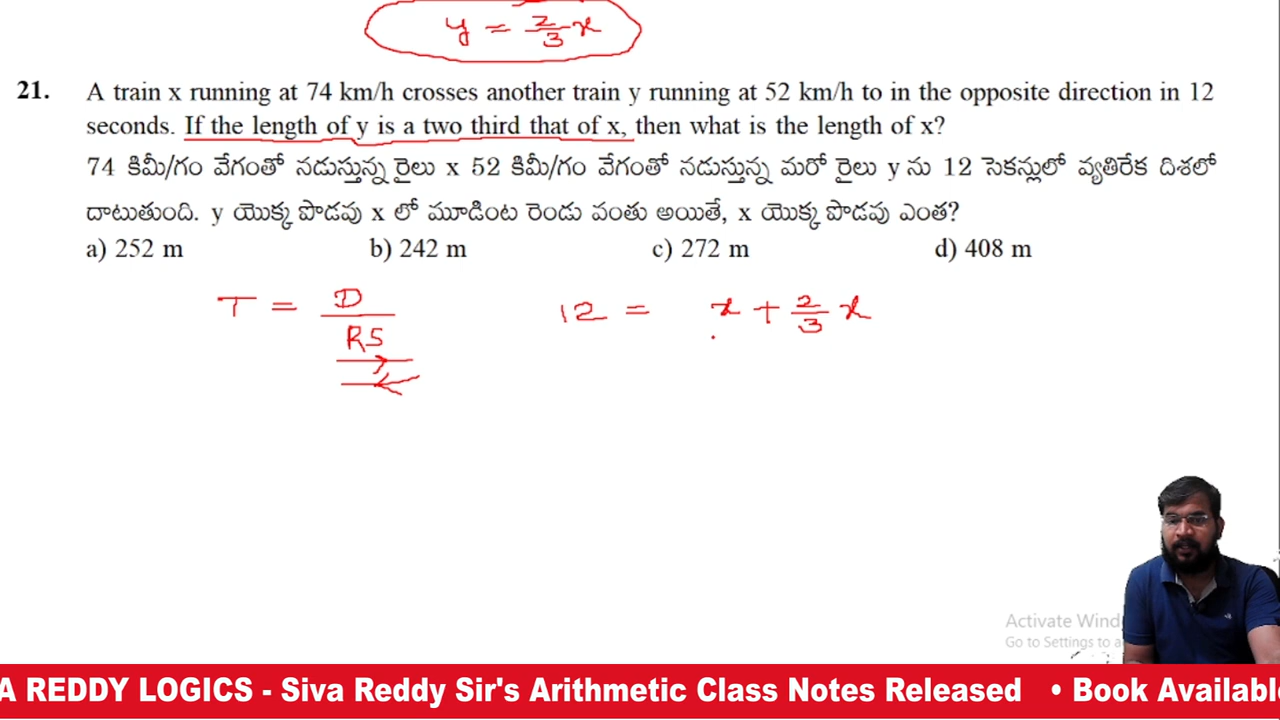 y = 2/3 x
21. A train x running at 74 km/h crosses another train y running at 52 km/h to in the opposite direction in 12
seconds. If the length of y is a two third that of x, then what is the length of x?
74 కిమీ/గం వేగంతో నడుస్తున్న రైలు x 52 కిమీ/గం వేగంతో నడుస్తున్న మరో రైలు y ను 12 సెకన్లులో వ్యతిరేక దిశలో
దాటుతుంది. y యొక్క పొడవు x లో మూడింట రెండు వంతు అయితే, x యొక్క పొడవు ఎంత?
a) 252 m b) 242 m c) 272 m d) 408 m
T = D/RS 12 = x + 2/3 x
Activate Wind
Go to Settings to a
A REDDY LOGICS - Siva Reddy Sir's Arithmetic Class Notes Released • Book Availabl